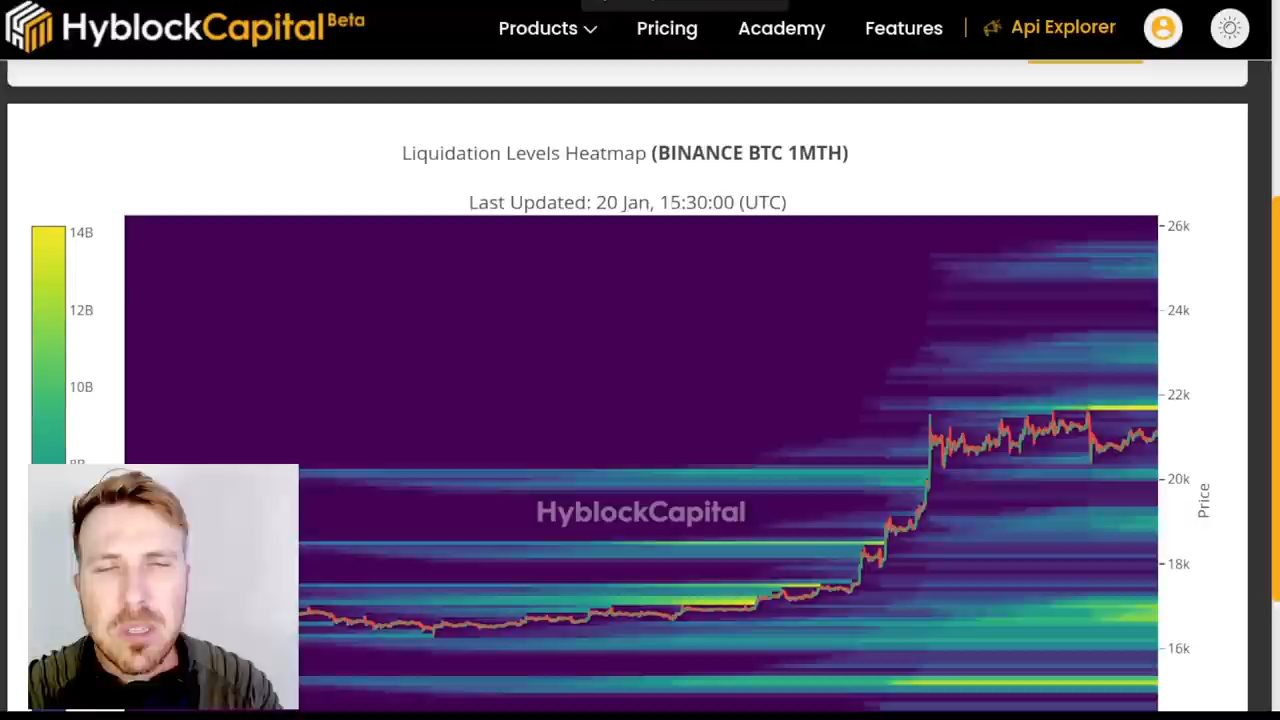 HyblockCapital Beta
Products Pricing Academy Features Api Explorer
Liquidation Levels Heatmap (BINANCE BTC 1MTH)
Last Updated: 20 Jan, 15:30:00 (UTC)
14B
12B
10B
26k
24k
22k
20k
18k
16k
Price
HyblockCapital